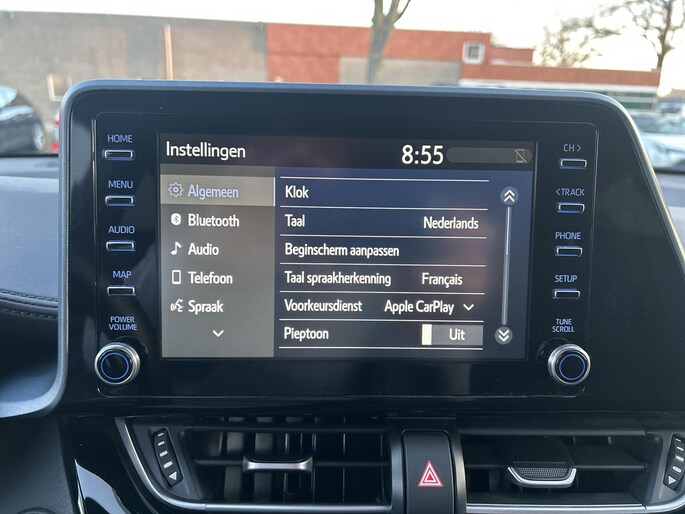 HOME
MENU
AUDIO
MAP
POWER
VOLUME
Instellingen
8:55
Algemeen
Bluetooth
Audio
Telefoon
Spraak
Klok
Taal Nederlands
Beginscherm aanpassen
Taal spraakherkenning Français
Voorkeursdienst Apple CarPlay
Pieptoon Uit
CH >
< TRACK
PHONE
SETUP
TUNE
SCROLL